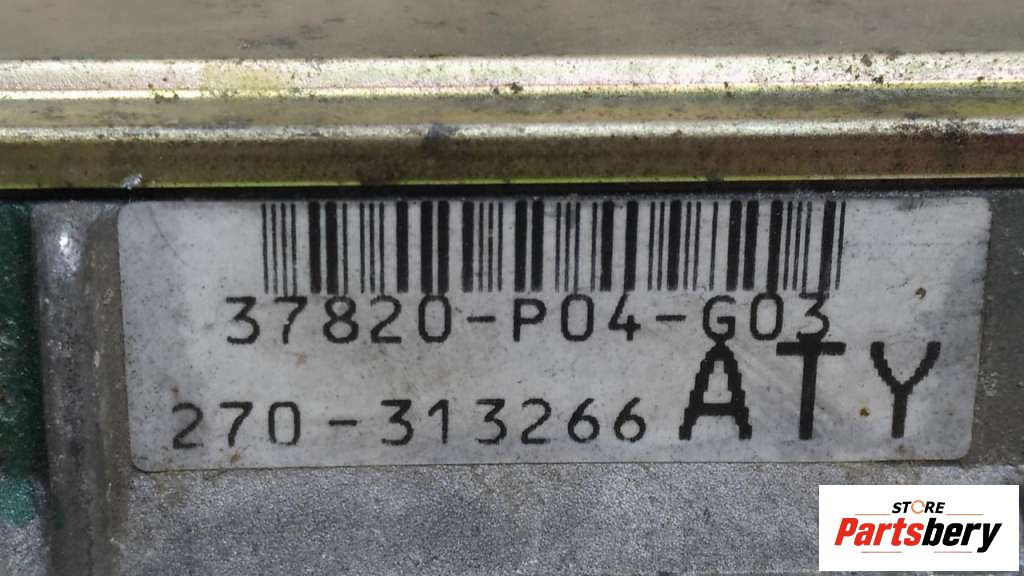 37820-P04-G03
270-313266 ATY
STORE
Partsbery